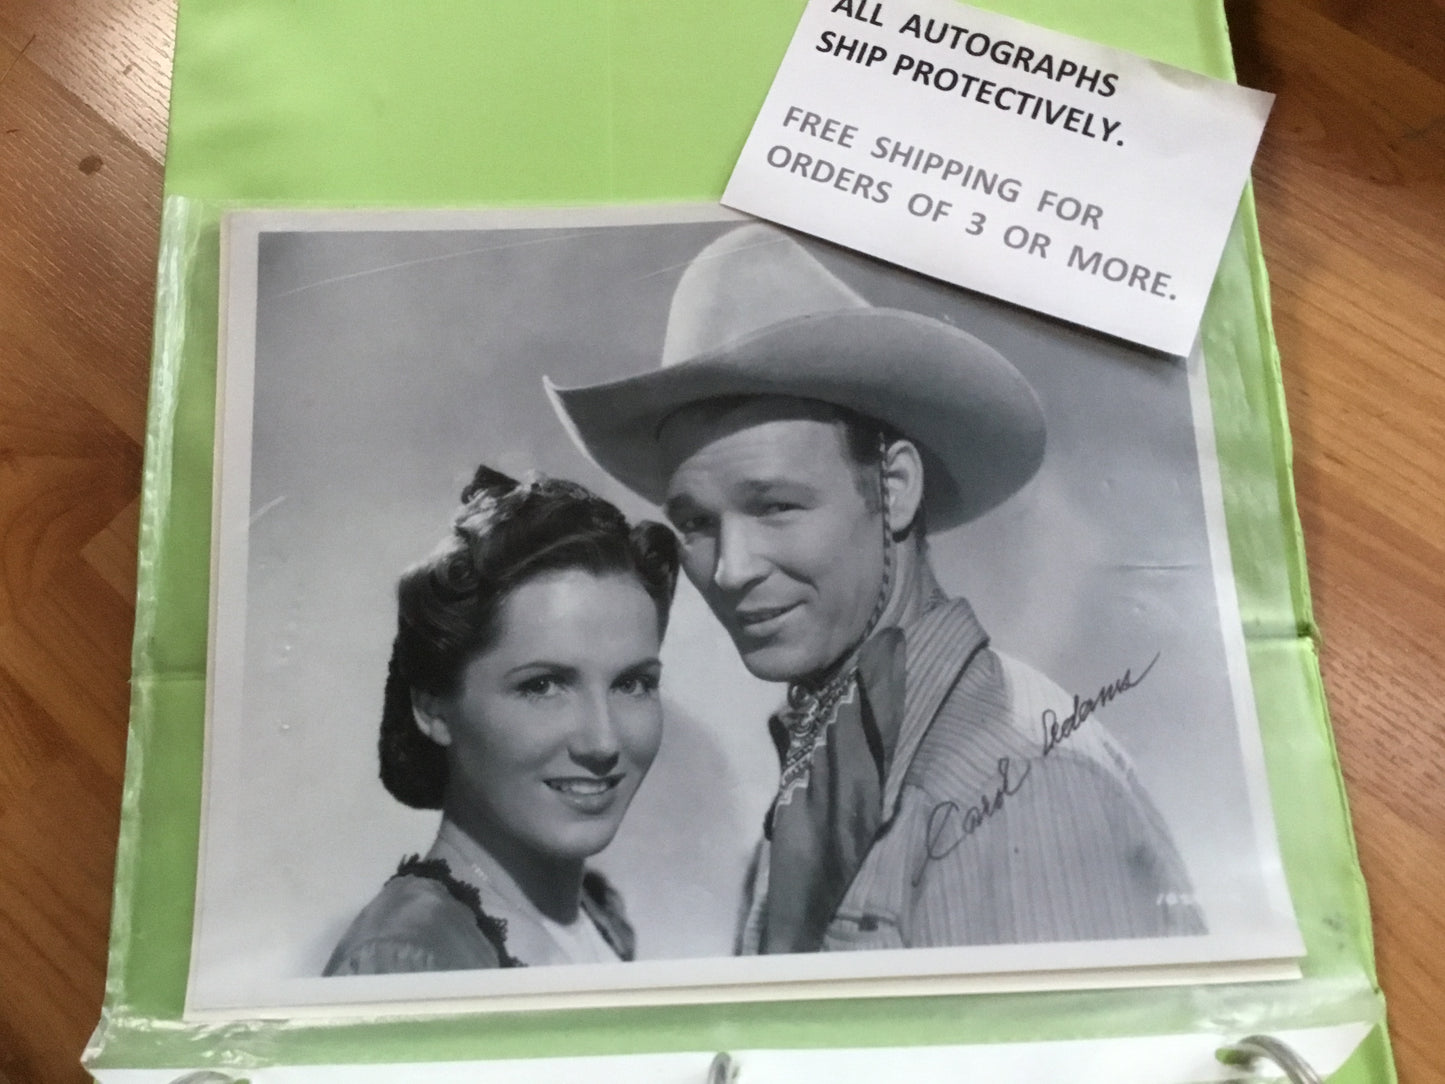 ALL AUTOGRAPHS
SHIP PROTECTIVELY.
FREE SHIPPING FOR
ORDERS OF 3 OR MORE.
Carol Adams